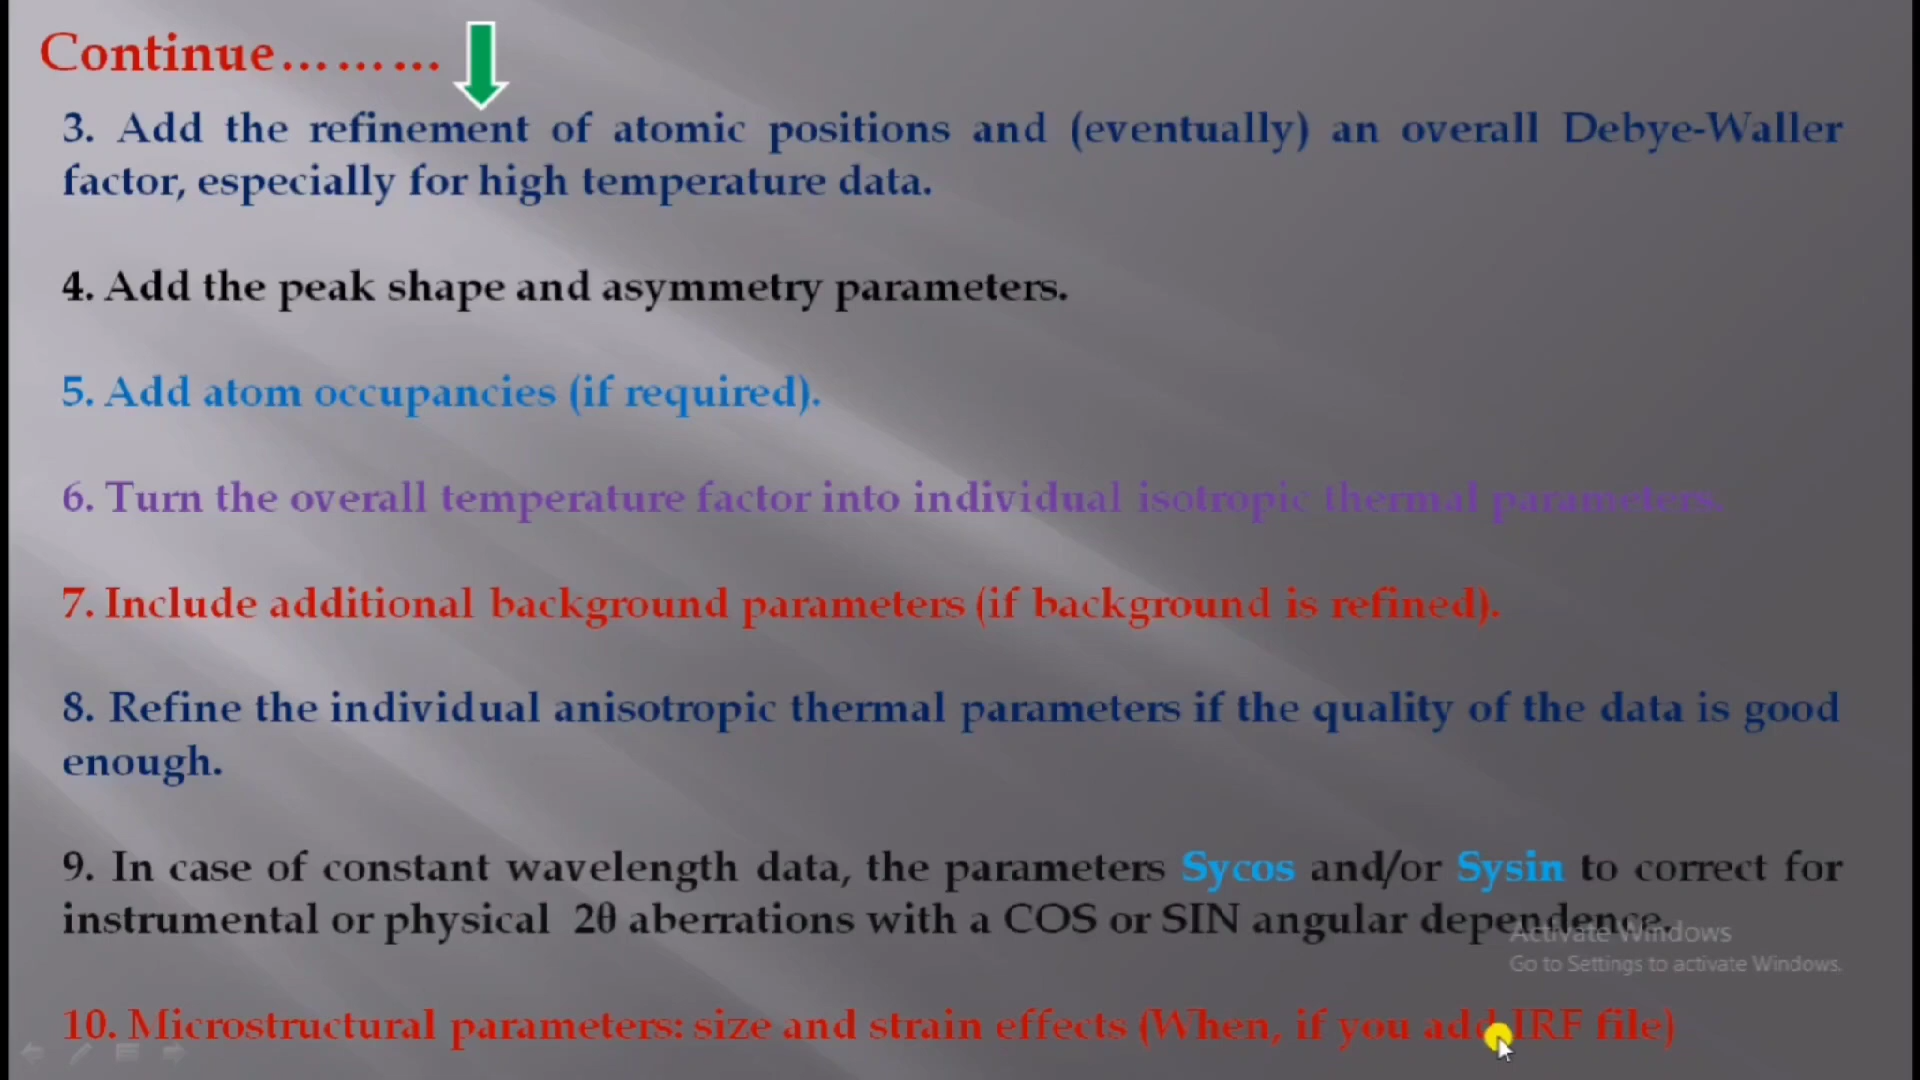 Continue.........
3. Add the refinement of atomic positions and (eventually) an overall Debye-Waller
factor, especially for high temperature data.
4. Add the peak shape and asymmetry parameters.
5. Add atom occupancies (if required).
6. Turn the overall temperature factor into individual isotropic thermal parameters.
7. Include additional background parameters (if background is refined).
8. Refine the individual anisotropic thermal parameters if the quality of the data is good
enough.
9. In case of constant wavelength data, the parameters Sycos and/or Sysin to correct for
instrumental or physical 2θ aberrations with a COS or SIN angular dependence.
Activate Windows
Go to Settings to activate Windows.
10. Microstructural parameters: size and strain effects (When, if you add IRF file)